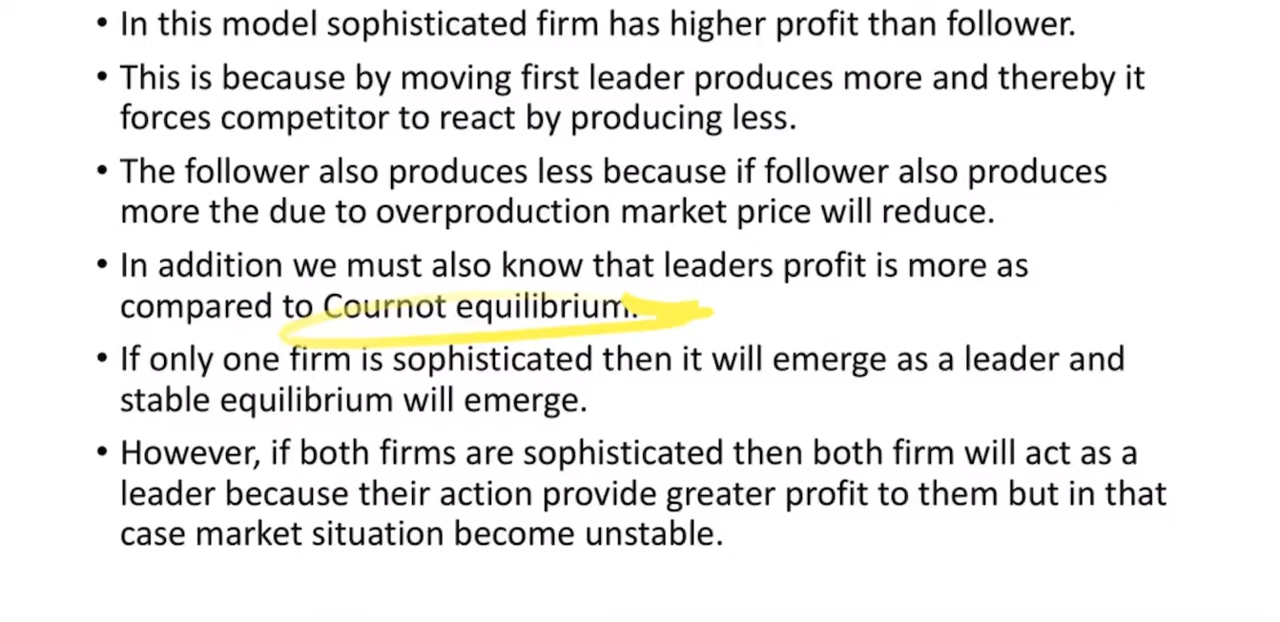 • In this model sophisticated firm has higher profit than follower.
• This is because by moving first leader produces more and thereby it
forces competitor to react by producing less.
• The follower also produces less because if follower also produces
more the due to overproduction market price will reduce.
• In addition we must also know that leaders profit is more as
compared to Cournot equilibrium.
• If only one firm is sophisticated then it will emerge as a leader and
stable equilibrium will emerge.
• However, if both firms are sophisticated then both firm will act as a
leader because their action provide greater profit to them but in that
case market situation become unstable.